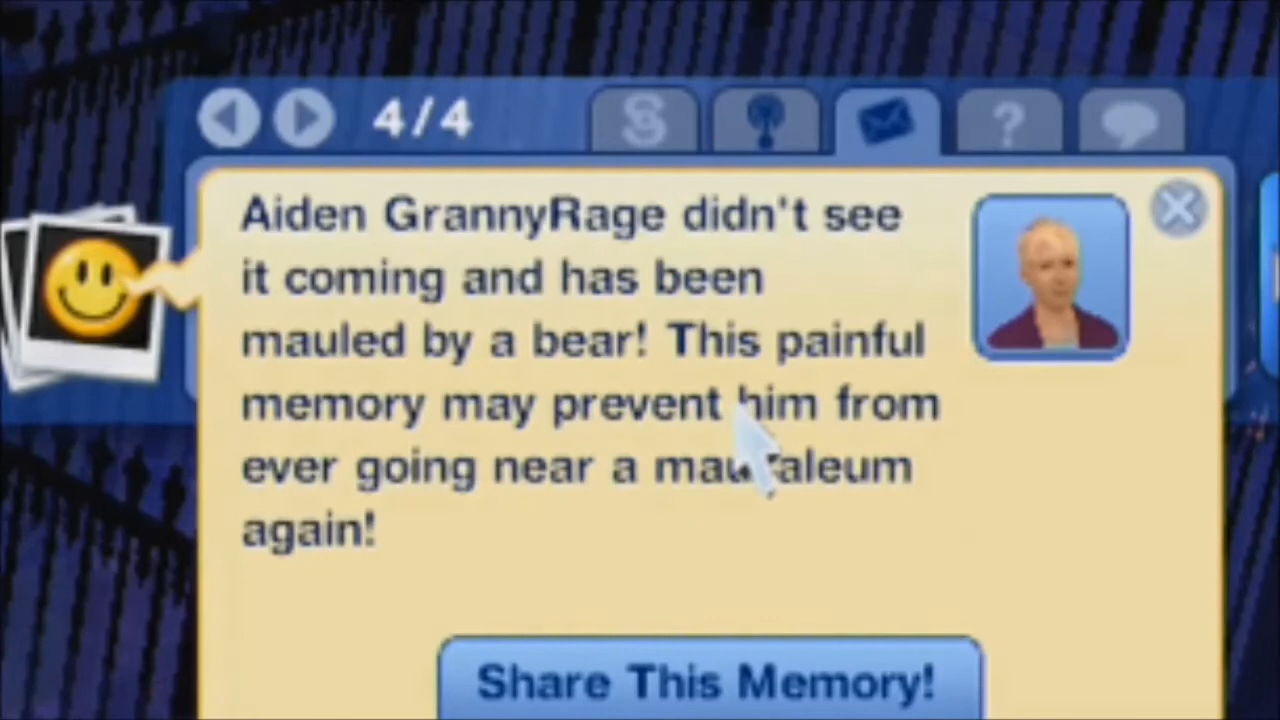 4/4 S ?
Aiden GrannyRage didn't see
it coming and has been
mauled by a bear! This painful
memory may prevent him from
ever going near a mausaleum
again!
Share This Memory!